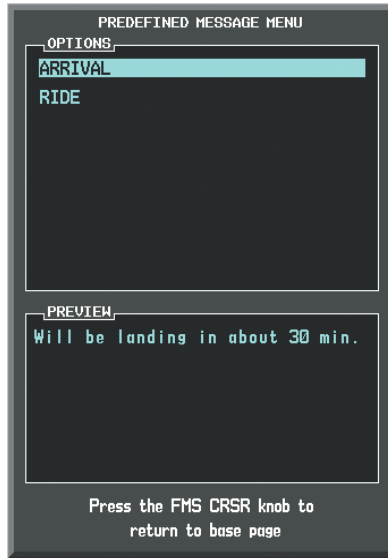 PREDEFINED MESSAGE MENU
OPTIONS
ARRIVAL
RIDE
PREVIEW
Will be landing in about 30 min.
Press the FMS CRSR knob to
return to base page